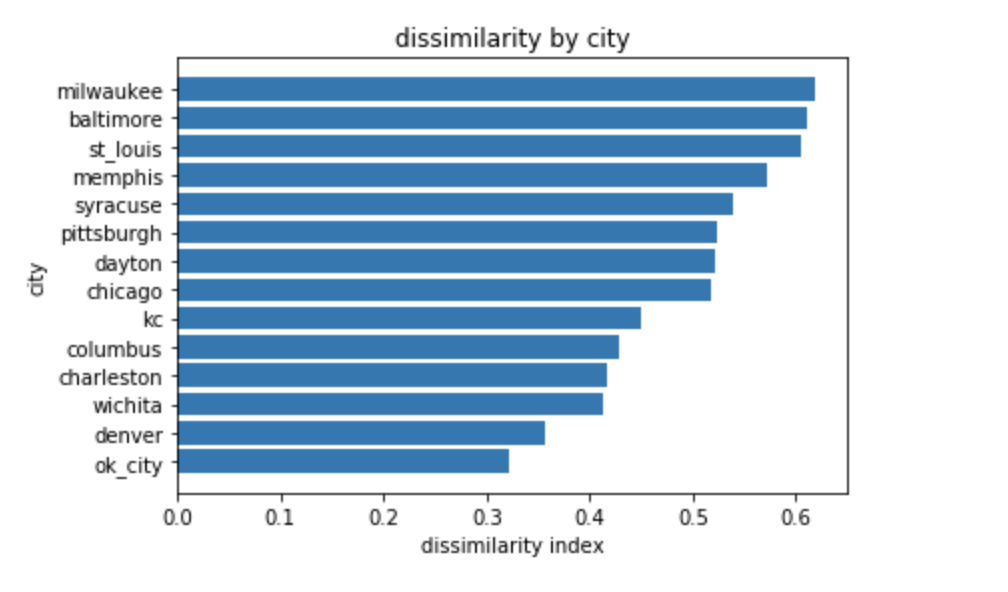 dissimilarity by city
city
milwaukee
baltimore
st_louis
memphis
syracuse
pittsburgh
dayton
chicago
kc
columbus
charleston
wichita
denver
ok_city
0.0 0.1 0.2 0.3 0.4 0.5 0.6
dissimilarity index